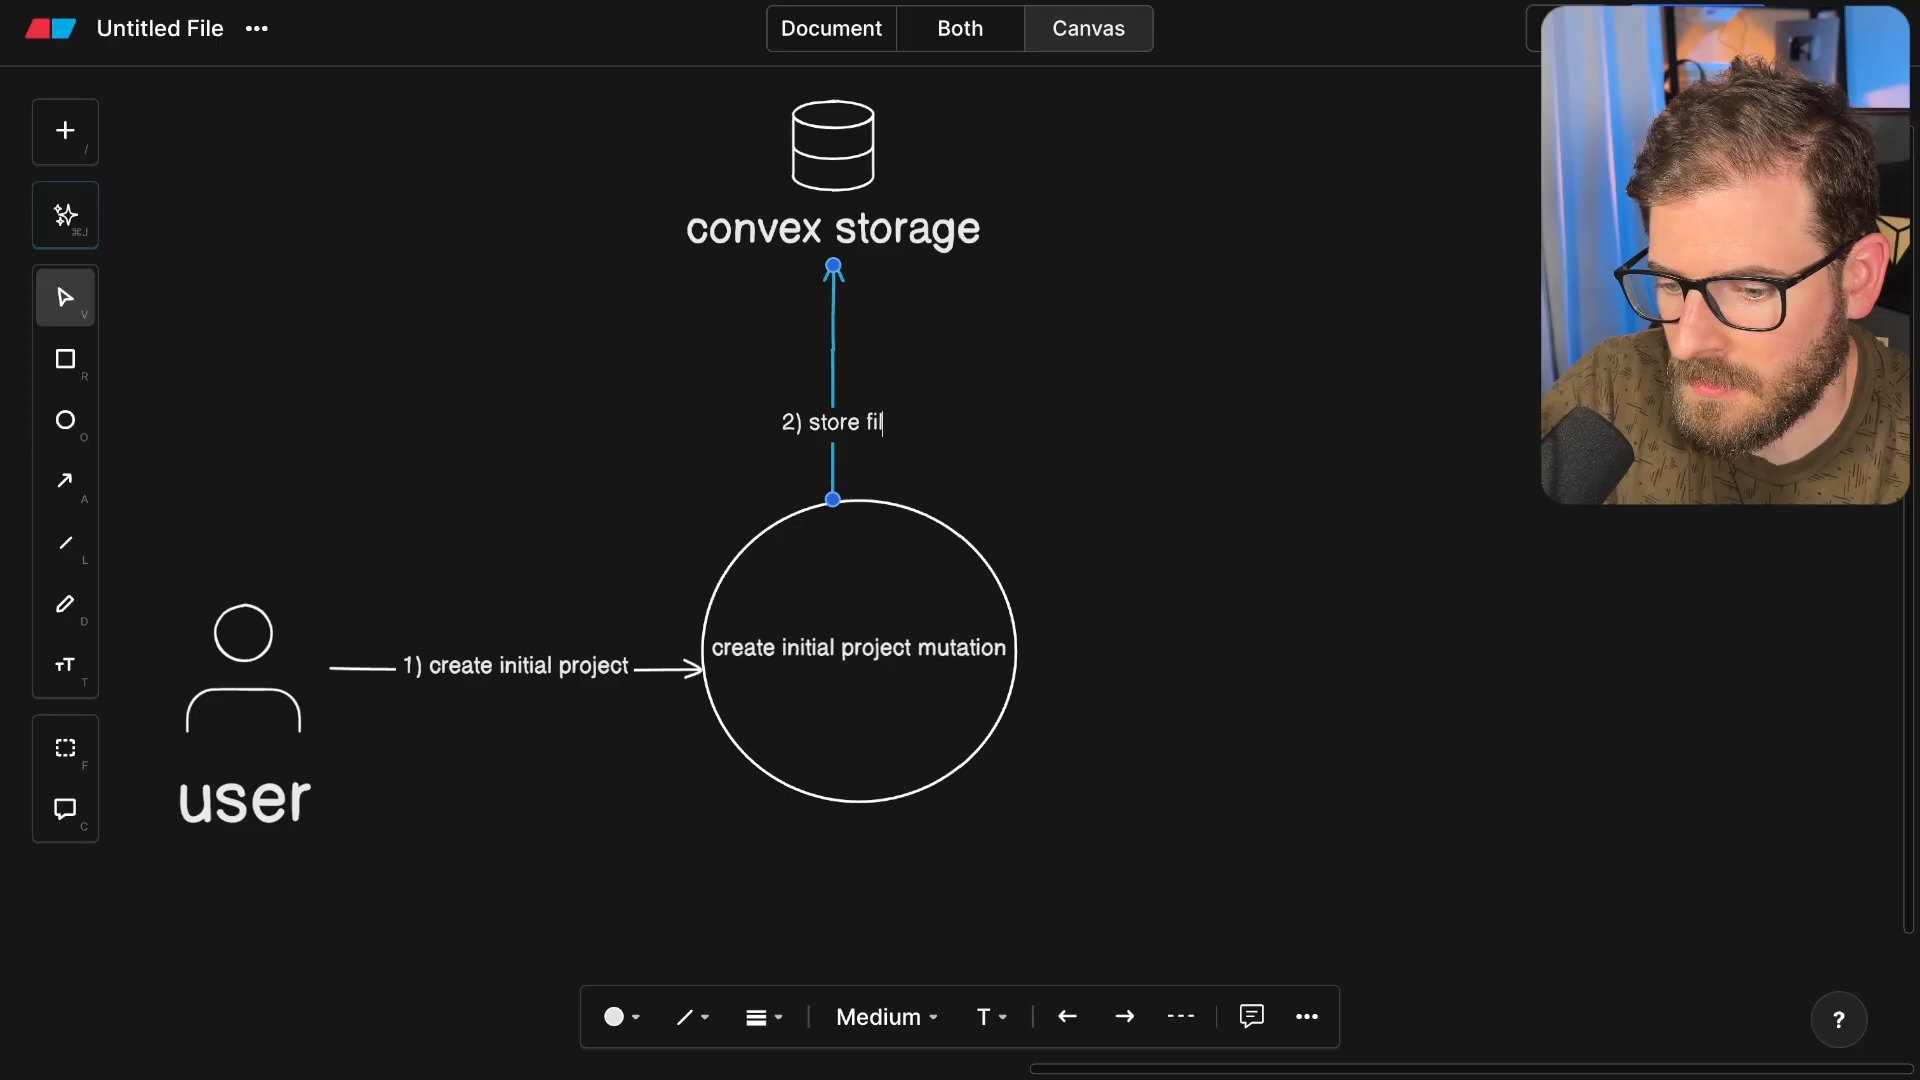 Untitled File
Document
Both
Canvas
/
⌘J
V
R
O
A
L
D
T
T
F
C
convex storage
2) store fil
1) create initial project
create initial project mutation
user
Medium
T
?